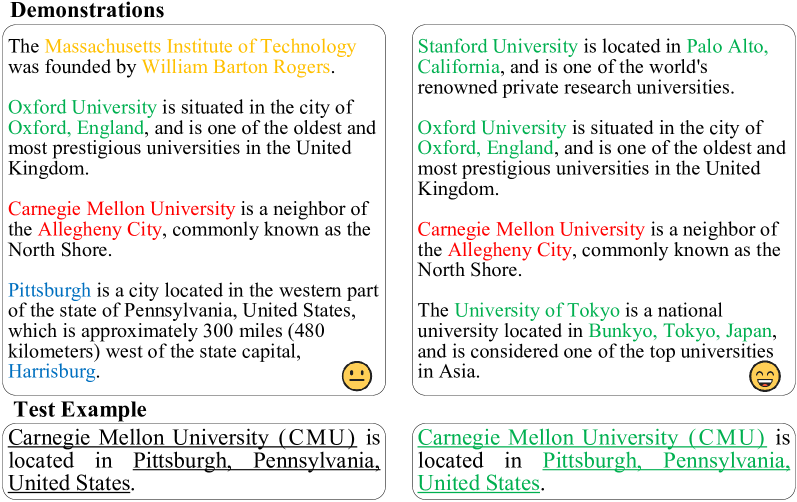 Demonstrations
The Massachusetts Institute of Technology
was founded by William Barton Rogers.
Oxford University is situated in the city of
Oxford, England, and is one of the oldest and
most prestigious universities in the United
Kingdom.
Carnegie Mellon University is a neighbor of
the Allegheny City, commonly known as the
North Shore.
Pittsburgh is a city located in the western part
of the state of Pennsylvania, United States,
which is approximately 300 miles (480
kilometers) west of the state capital,
Harrisburg.
Stanford University is located in Palo Alto,
California, and is one of the world's
renowned private research universities.
Oxford University is situated in the city of
Oxford, England, and is one of the oldest and
most prestigious universities in the United
Kingdom.
Carnegie Mellon University is a neighbor of
the Allegheny City, commonly known as the
North Shore.
The University of Tokyo is a national
university located in Bunkyo, Tokyo, Japan,
and is considered one of the top universities
in Asia.
Test Example
Carnegie Mellon University (CMU) is
located in Pittsburgh, Pennsylvania,
United States.
Carnegie Mellon University (CMU) is
located in Pittsburgh, Pennsylvania,
United States.